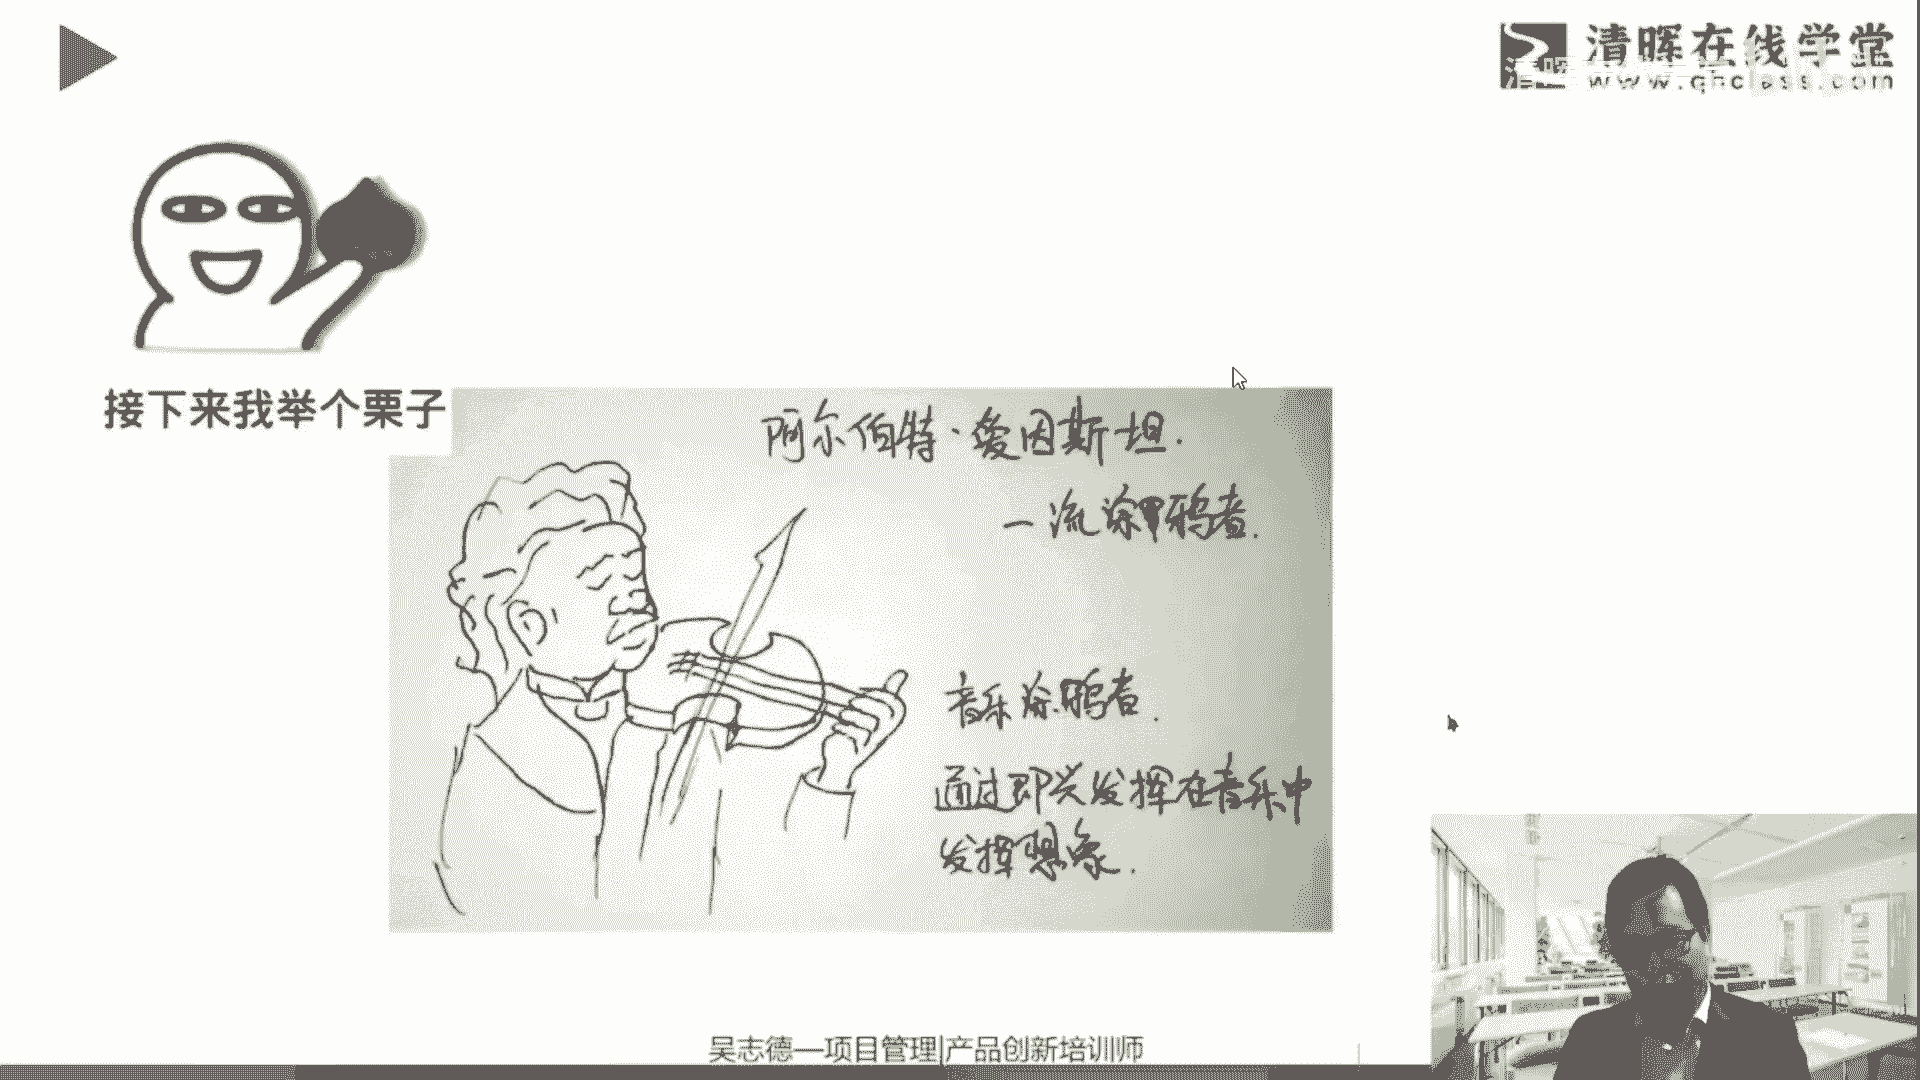 清晖在线学堂
www.qhclass.com
接下来我举个栗子
阿尔伯特·爱因斯坦.
一流涂鸦者.
音乐涂鸦者.
通过即兴发挥在音乐中
发挥想象.
吴志德—项目管理|产品创新培训师